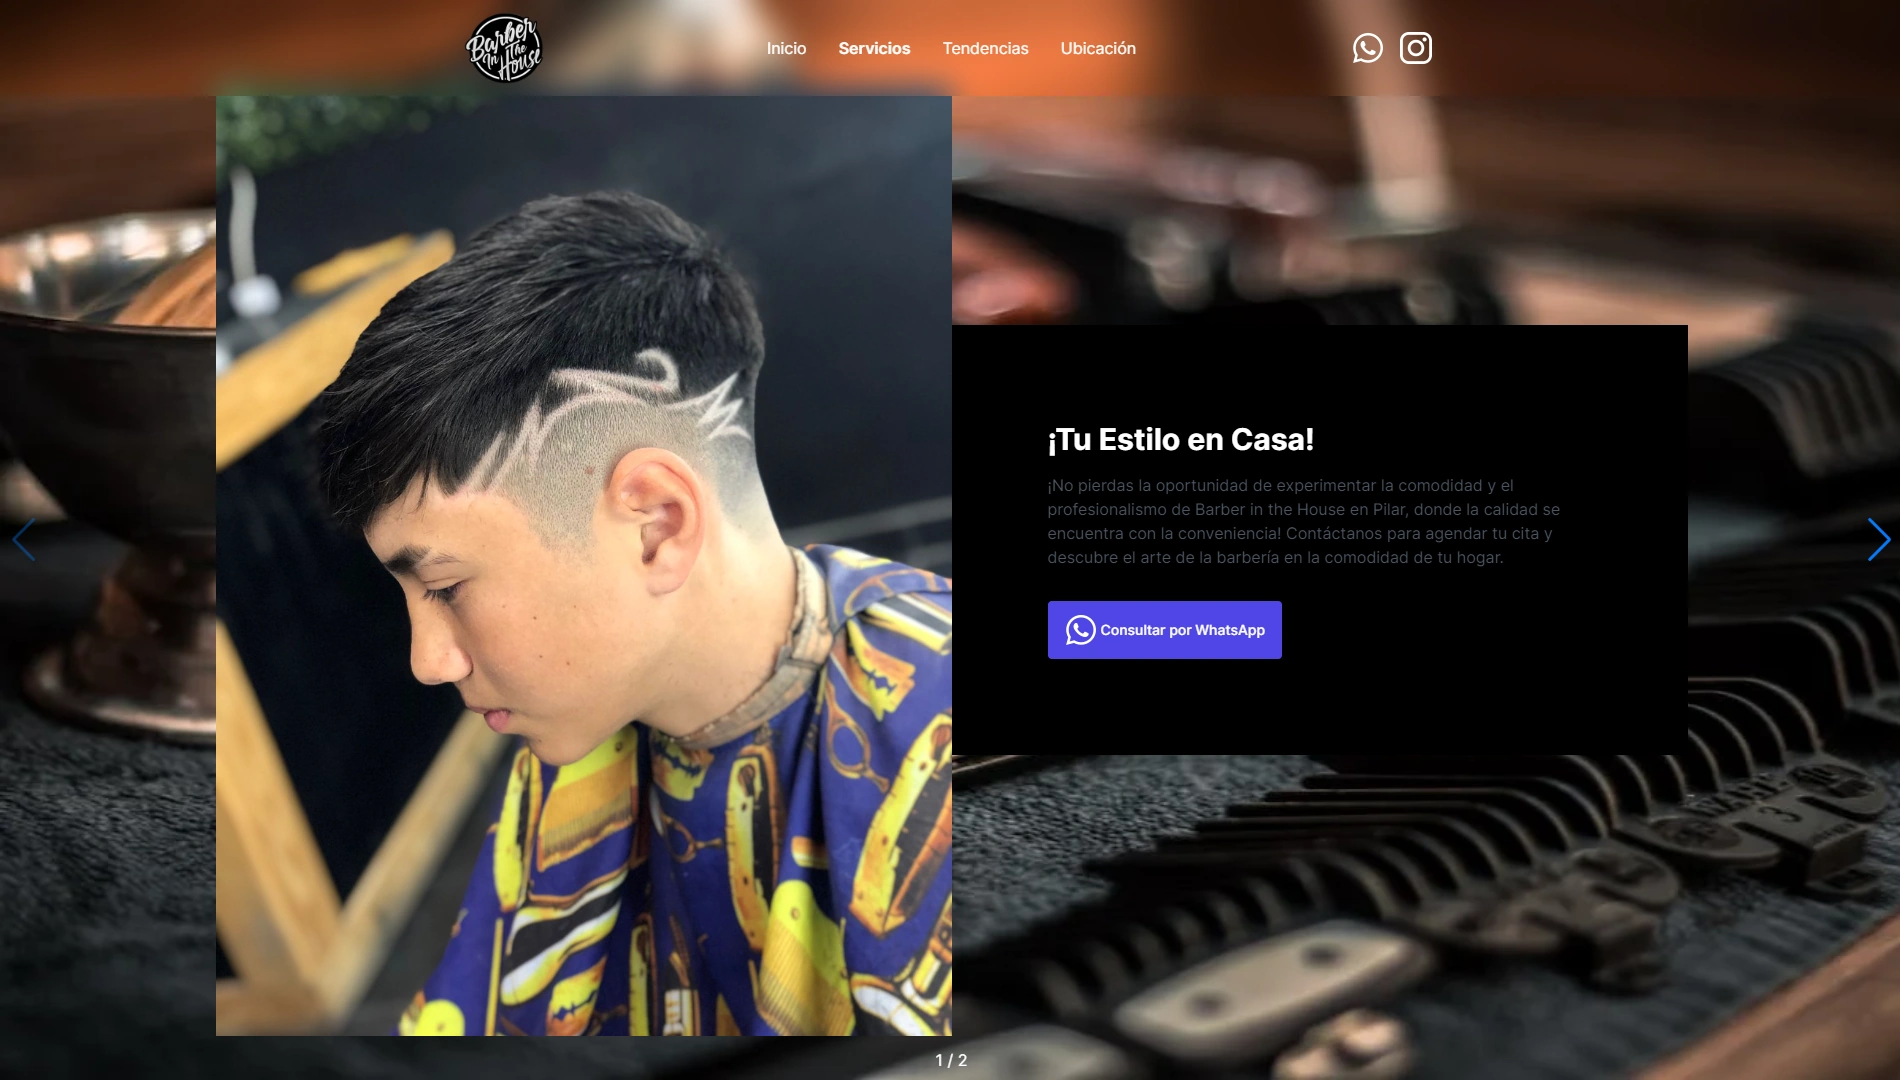 Barber
In The
House
Inicio Servicios Tendencias Ubicación
¡Tu Estilo en Casa!
¡No pierdas la oportunidad de experimentar la comodidad y el
profesionalismo de Barber in the House en Pilar, donde la calidad se
encuentra con la conveniencia! Contáctanos para agendar tu cita y
descubre el arte de la barbería en la comodidad de tu hogar.
Consultar por WhatsApp
3
1 / 2